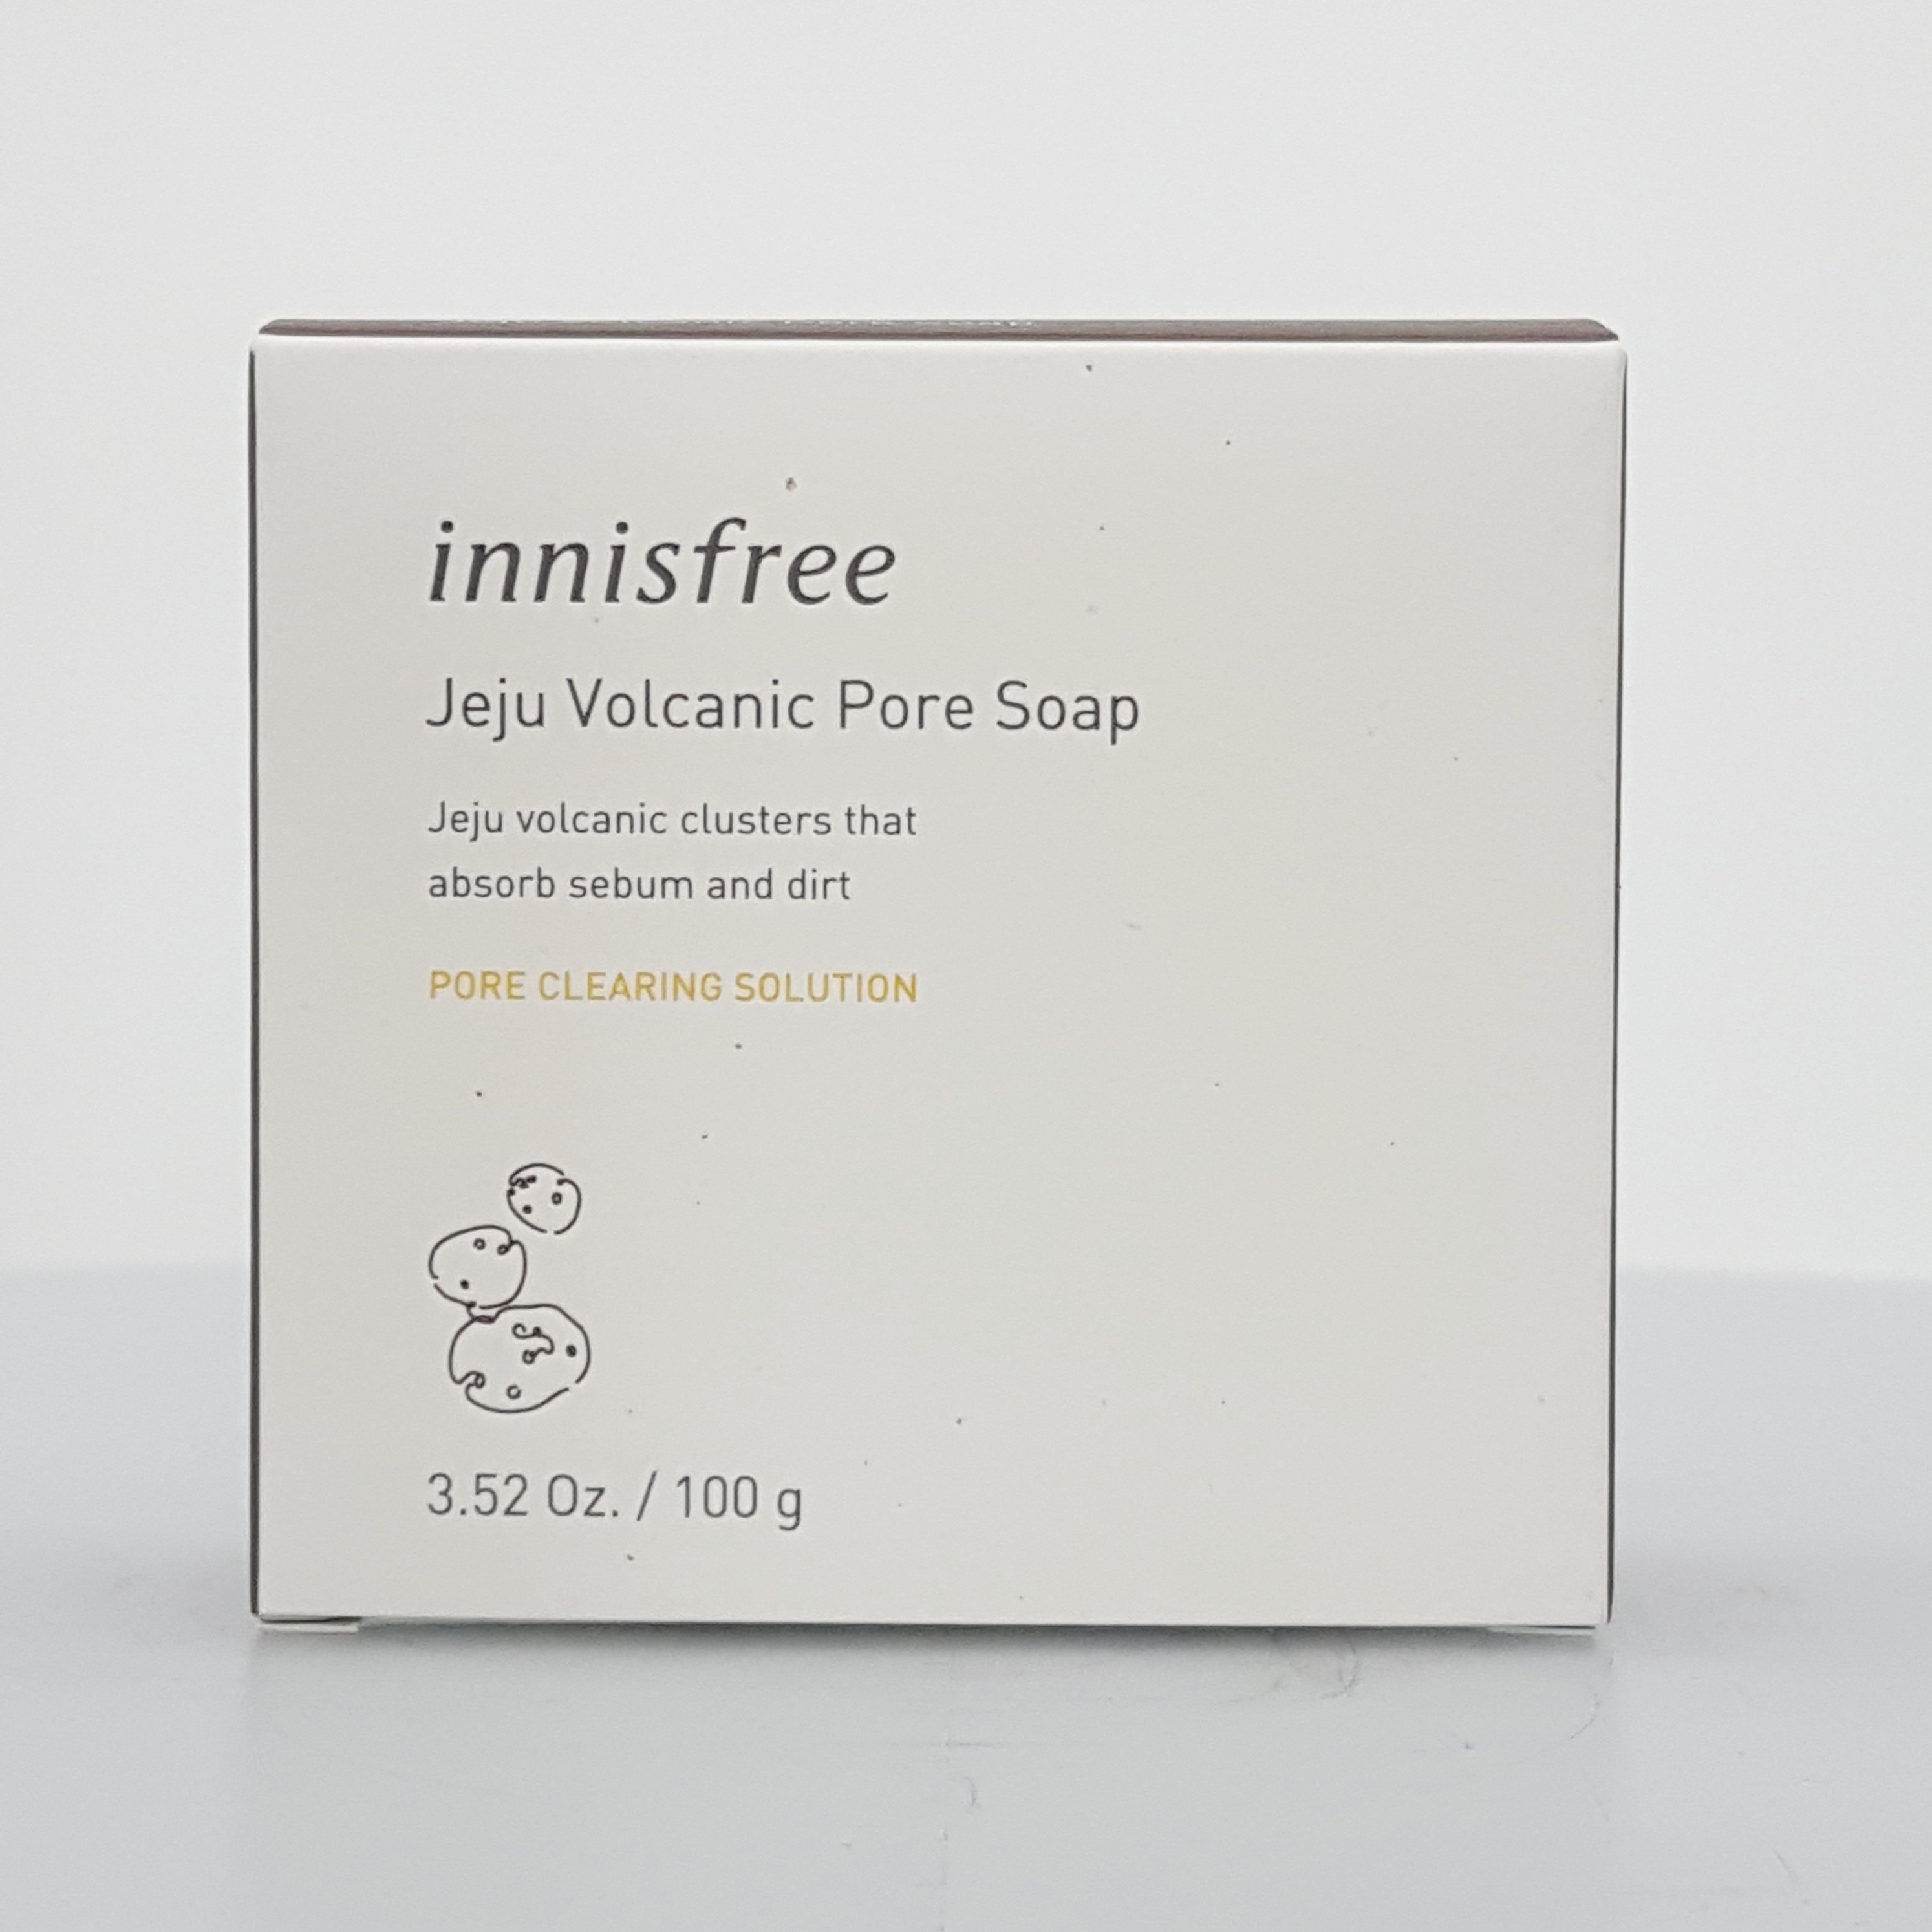 innisfree
Jeju Volcanic Pore Soap
Jeju volcanic clusters that
absorb sebum and dirt
PORE CLEARING SOLUTION
3.52 Oz. / 100 g